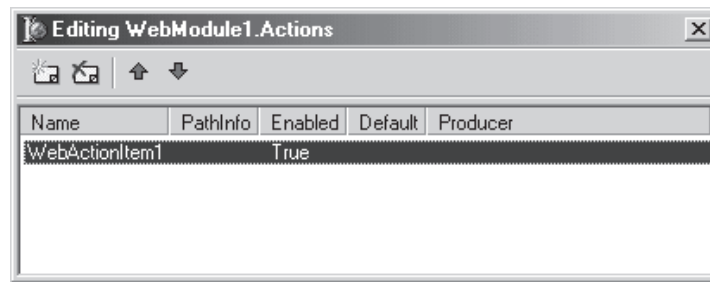 Editing WebModule1.Actions
Name PathInfo Enabled Default Producer
WebActionItem1 True